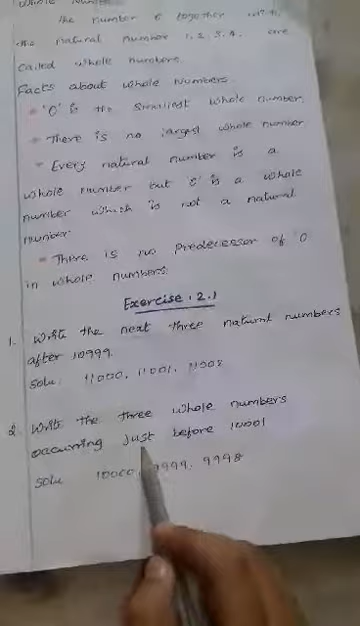 Whole Number
the number 0 together with
the natural number 1, 2, 3, 4, are
called whole numbers.
Facts about whole Numbers.
* '0' is the smallest whole number.
* There is no largest whole number
* Every natural number is a
whole number but '0' is a whole
number which is not a natural
number
* There is no predecessor of '0'
in whole numbers.
Exercise . 2.1
1. Write the next three natural numbers
after 10999.
Solu. 11000, 11001, 11002
2. Write the three whole numbers
occurring just before 10001
Solu 10000, 9999, 9998